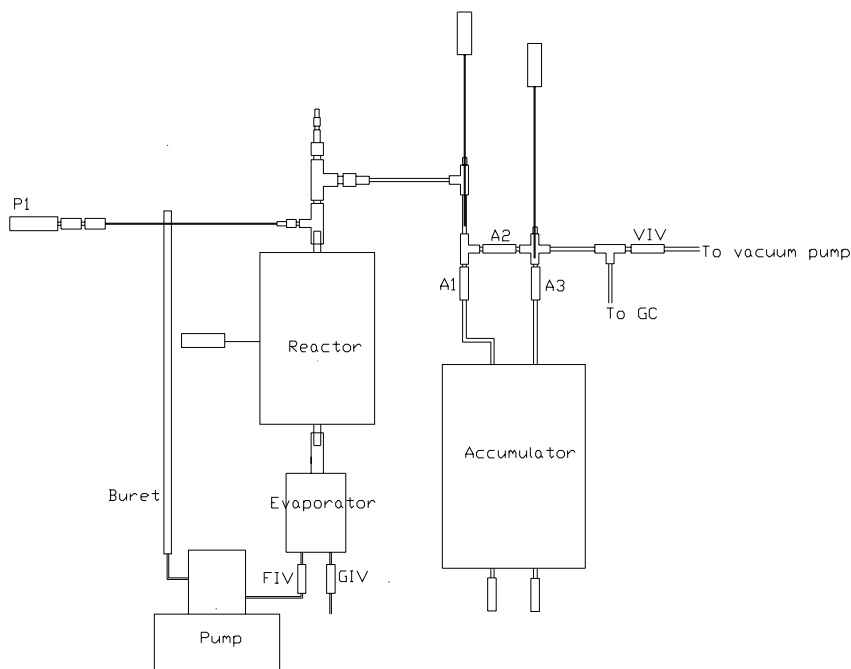 P1
A2
VIV
To vacuum pump
A1
A3
To GC
Reactor
Accumulator
Buret
Evaporator
FIV
GIV
Pump